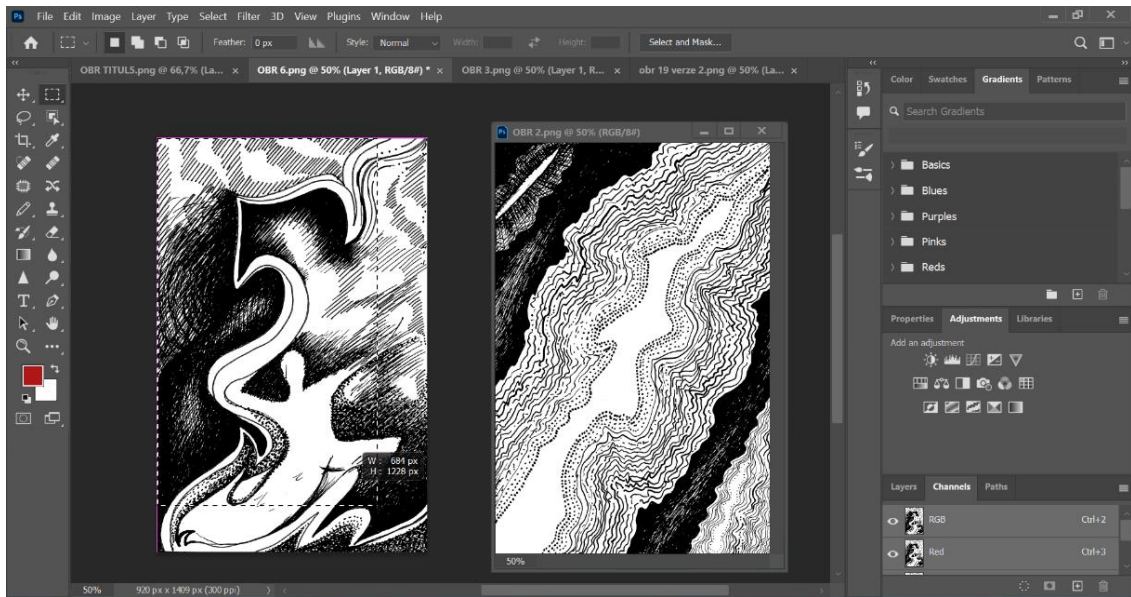 Ps File Edit Image Layer Type Select Filter 3D View Plugins Window Help
Feather: 0 px Style: Normal Width: Height: Select and Mask...
OBR TITUL5.png @ 66,7% (La... × OBR 6.png @ 50% (Layer 1, RGB/8#) * × OBR 3.png @ 50% (Layer 1, R... × obr 19 verze 2.png @ 50% (La... ×
Color Swatches Gradients Patterns
Search Gradients
Ps OBR 2.png @ 50% (RGB/8#)
Basics
Blues
Purples
Pinks
Reds
Properties Adjustments Libraries
Add an adjustment
W: 684 px
H: 1228 px
Layers Channels Paths
RGB Ctrl+2
Red Ctrl+3
50%
50% 920 px x 1409 px (300 ppi)